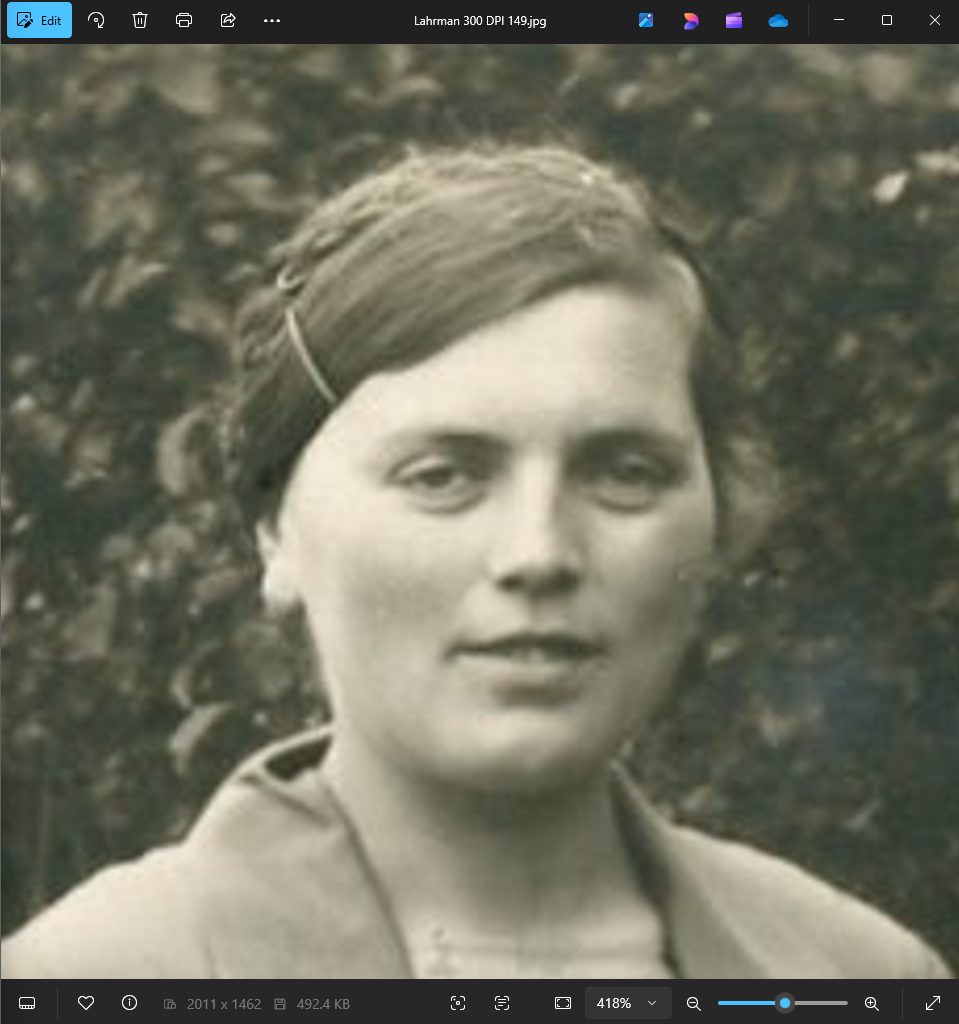 Edit
Lahrman 300 DPI 149.jpg
2011 x 1462
492.4 KB
418%